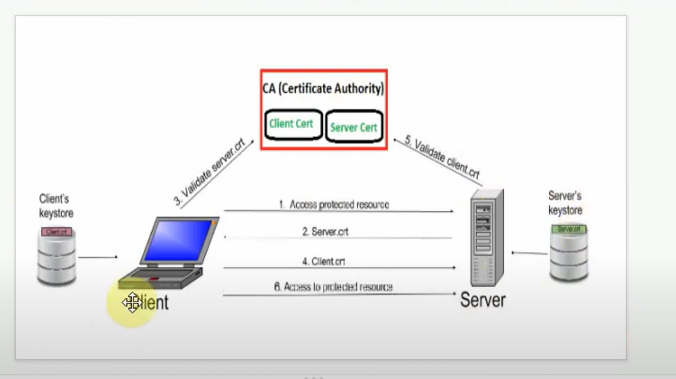 CA (Certificate Authority)
Client Cert
Server Cert
3. Validate server.crt
5. Validate client.crt
Client's
keystore
Client.crt
Server's
keystore
Server.crt
1. Access protected resource
2. Server.crt
4. Client.crt
6. Access to protected resource
Client
Server